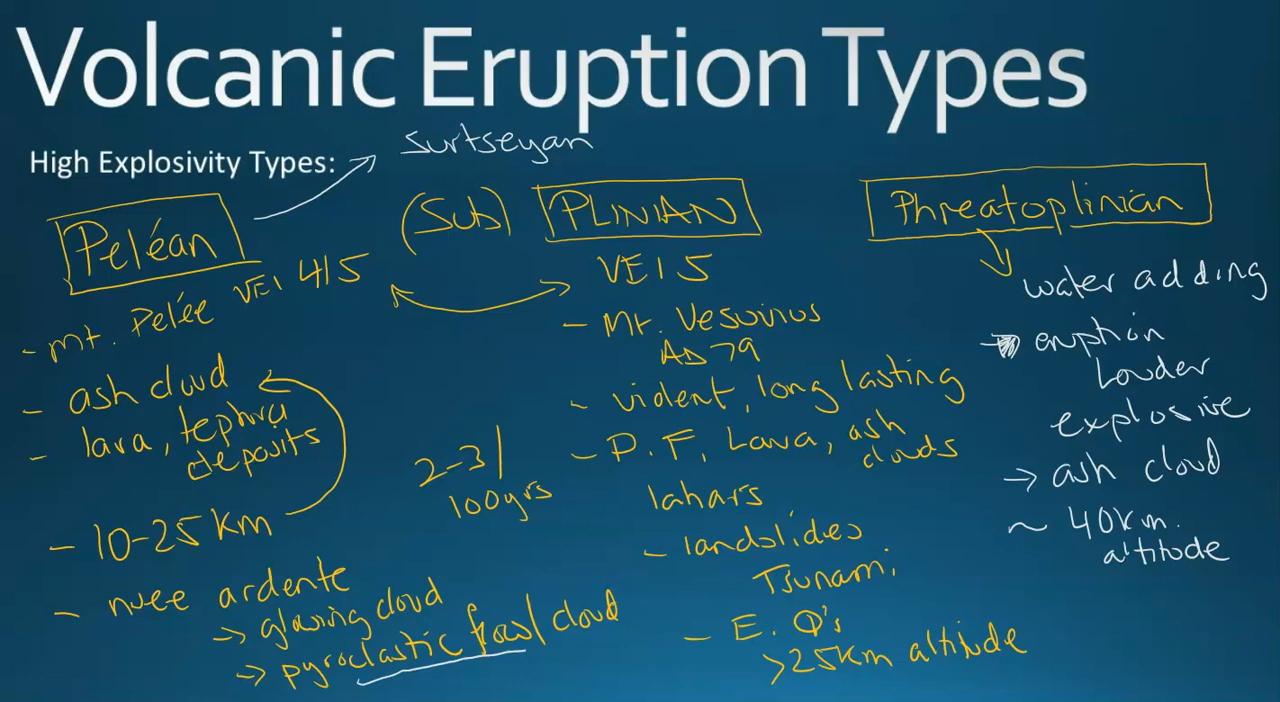 Volcanic Eruption Types
High Explosivity Types:
Surtseyan
Peléan
mt. Pelée VEI 4/5
- ash cloud
- lava, tephra
deposits
- 10-25 km
- nuee ardente
→ glowing cloud
→ pyroclastic flow/cloud
(Sub) PLINIAN
VEI 5
- Mt. Vesuvius
AD 79
- violent, long lasting
- P.F, Lava, ash
clouds
lahars
- landslides
Tsunami
- E. Q's
>25km altitude
2-3/
100yrs
Phreatoplinian
water adding
→ eruption
Louder
explosive
→ ash cloud
~ 40km.
altitude